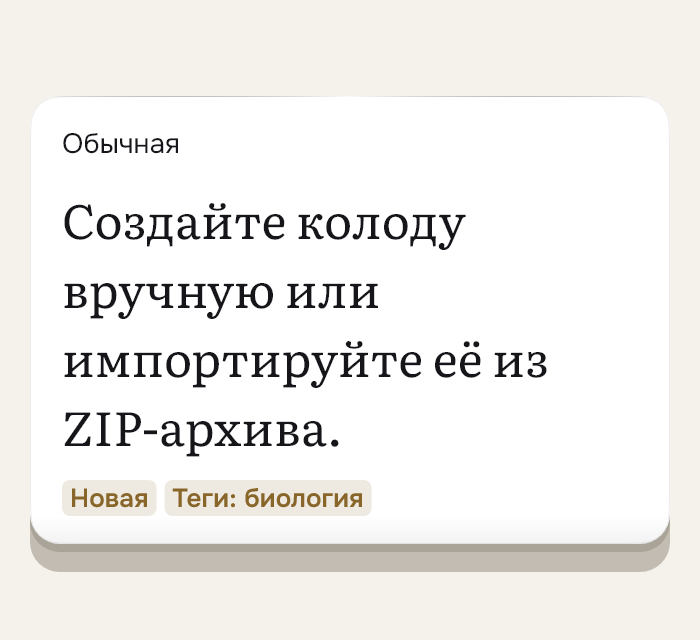 Обычная
Создайте колоду
вручную или
импортируйте её из
ZIP-архива.
Новая Теги: биология